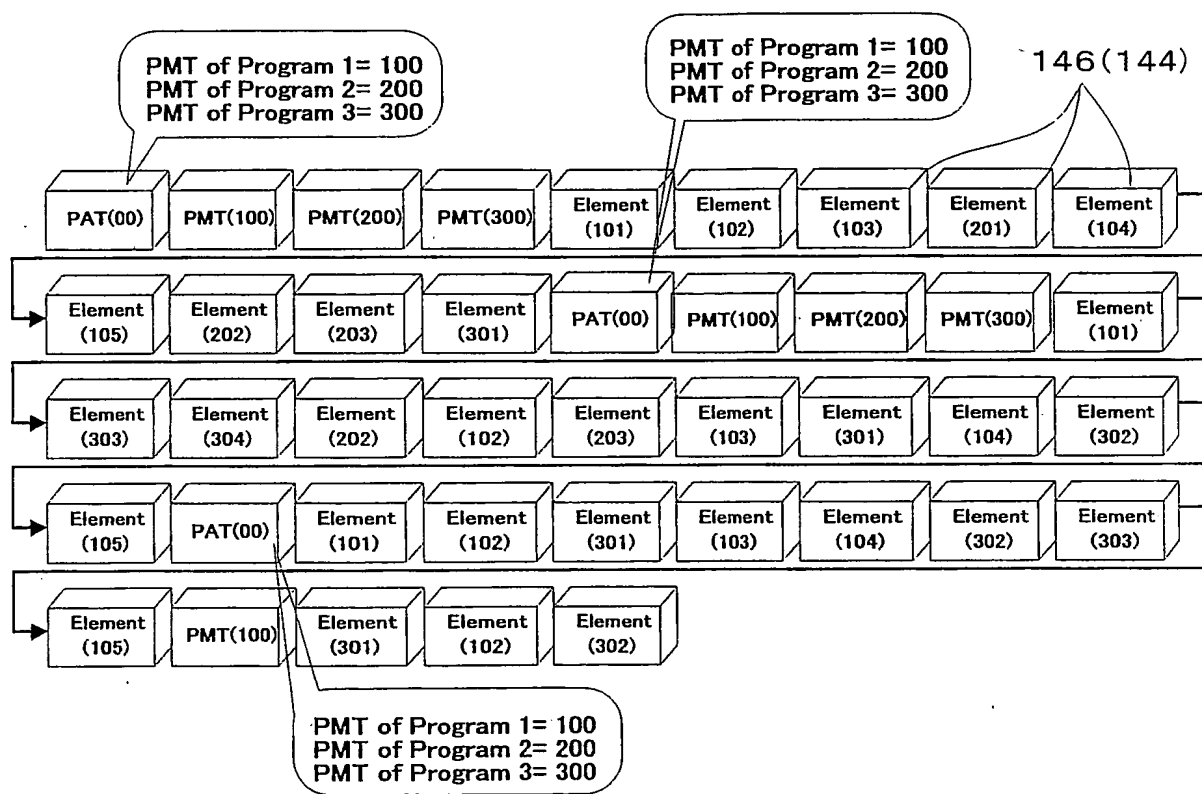 PMT of Program 1= 100
PMT of Program 2= 200
PMT of Program 3= 300
PMT of Program 1= 100
PMT of Program 2= 200
PMT of Program 3= 300
146(144)
PAT(00) PMT(100) PMT(200) PMT(300) Element (101) Element (102) Element (103) Element (201) Element (104)
Element (105) Element (202) Element (203) Element (301) PAT(00) PMT(100) PMT(200) PMT(300) Element (101)
Element (303) Element (304) Element (202) Element (102) Element (203) Element (103) Element (301) Element (104) Element (302)
Element (105) PAT(00) Element (101) Element (102) Element (301) Element (103) Element (104) Element (302) Element (303)
Element (105) PMT(100) Element (301) Element (102) Element (302)
PMT of Program 1= 100
PMT of Program 2= 200
PMT of Program 3= 300